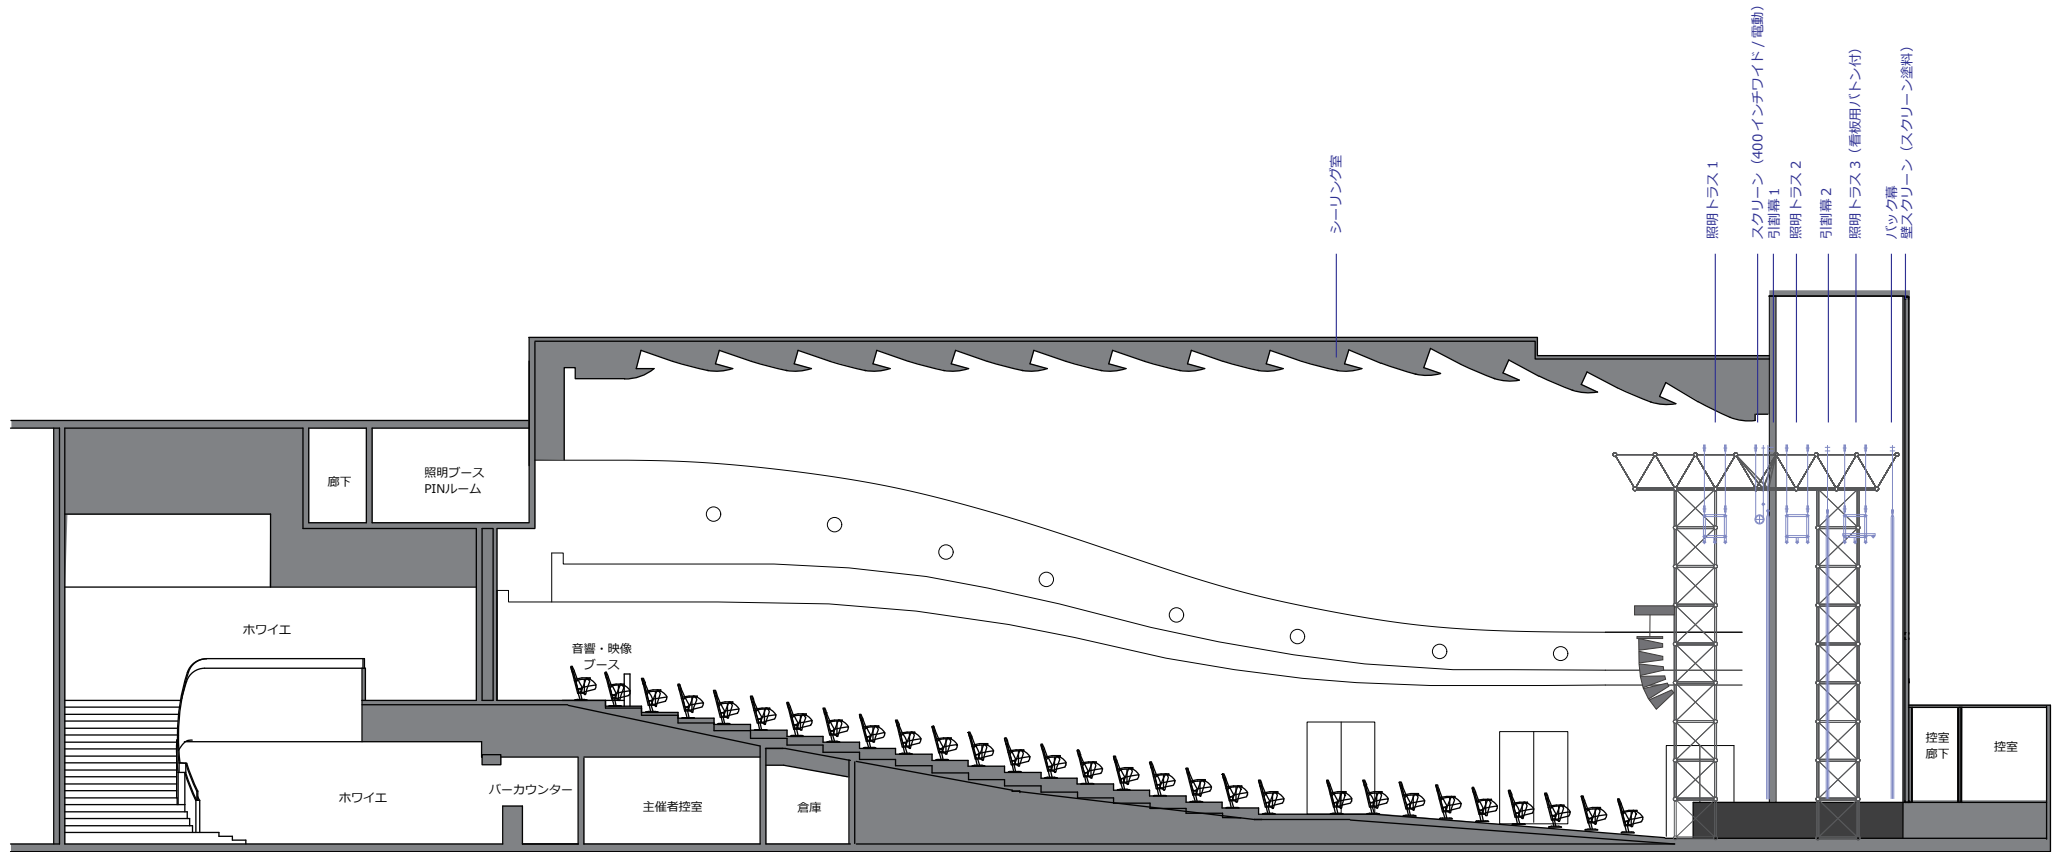 シーリング室
照明トラス 1
スクリーン（400 インチワイド / 電動）
引割幕 1
照明トラス 2
引割幕 2
照明トラス 3（看板用バトン付）
バック幕
壁スクリーン（スクリーン塗料）
廊下
照明ブース
PINルーム
ホワイエ
音響・映像
ブース
ホワイエ
バーカウンター
主催者控室
倉庫
控室
廊下
控室